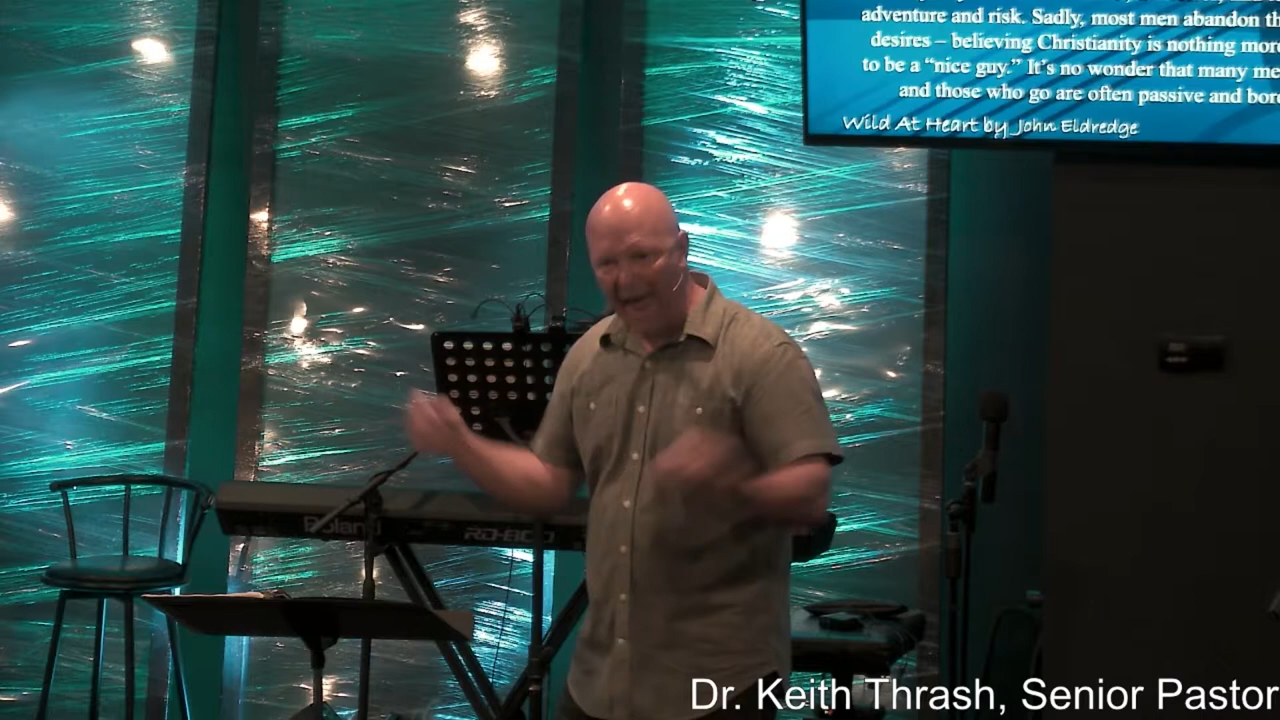 adventure and risk. Sadly, most men abandon th
desires – believing Christianity is nothing mor
to be a “nice guy.” It’s no wonder that many me
and those who go are often passive and bor
Wild At Heart by John Eldredge
Roland
RD-800
Dr. Keith Thrash, Senior Pastor